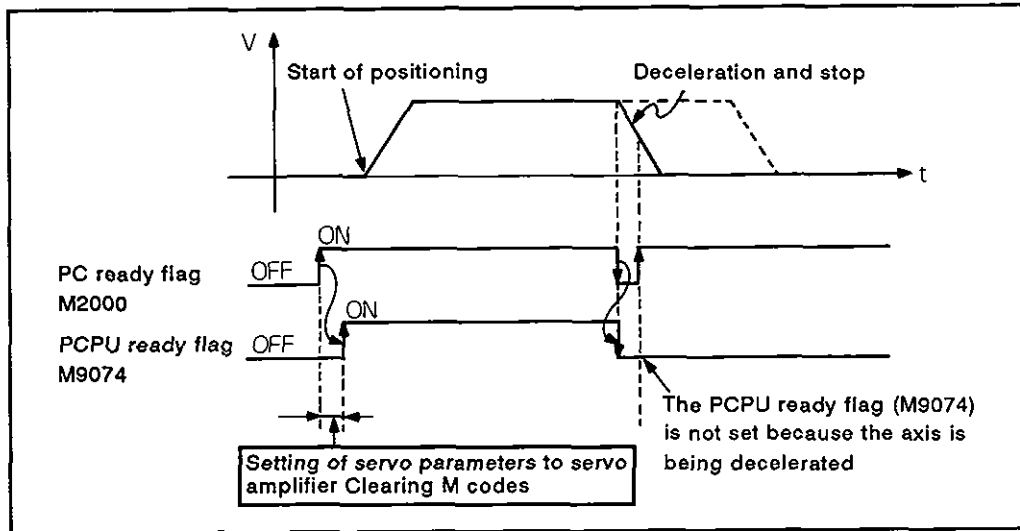 V
Start of positioning
Deceleration and stop
t
ON
PC ready flag
M2000
OFF
ON
PCPU ready flag
M9074
OFF
The PCPU ready flag (M9074)
is not set because the axis is
being decelerated
Setting of servo parameters to servo
amplifier Clearing M codes